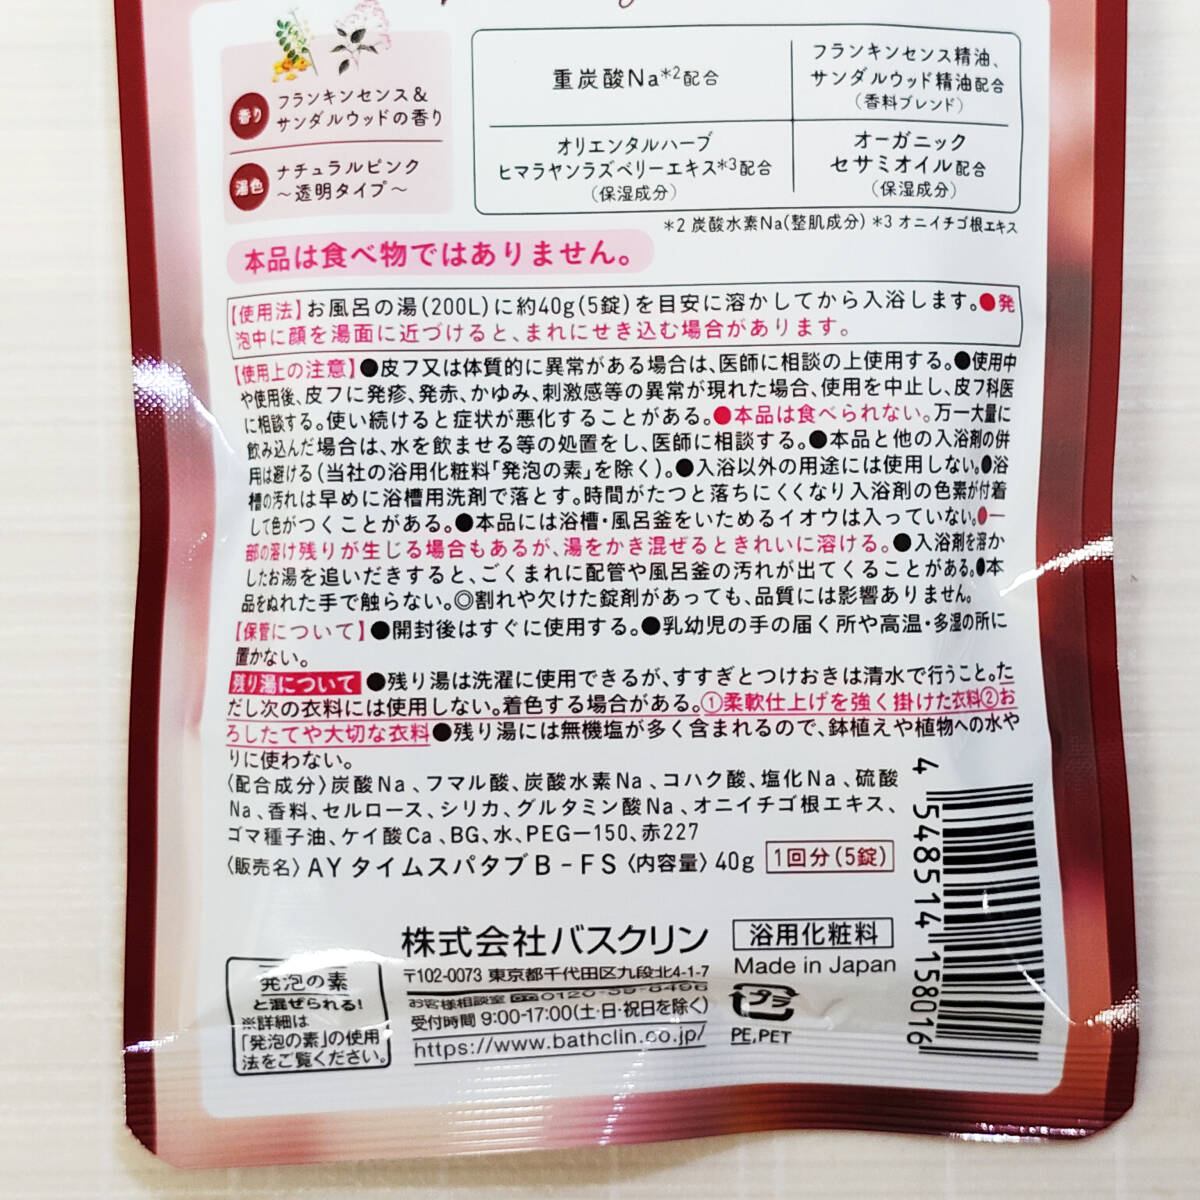 香り
フランキンセンス&
サンダルウッドの香り
湯色
ナチュラルピンク
～透明タイプ～
重炭酸Na*2配合
フランキンセンス精油、
サンダルウッド精油配合
(香料ブレンド)
オリエンタルハーブ
ヒマラヤンラズベリーエキス*3配合
(保湿成分)
オーガニック
セサミオイル配合
(保湿成分)
*2 炭酸水素Na(整肌成分) *3 オニイチゴ根エキス
本品は食べ物ではありません。
【使用法】お風呂の湯(200L)に約40g(5錠)を目安に溶かしてから入浴します。●発
泡中に顔を湯面に近づけると、まれにせき込む場合があります。
【使用上の注意】●皮フ又は体質的に異常がある場合は、医師に相談の上使用する。●使用中
や使用後、皮フに発疹、発赤、かゆみ、刺激感等の異常が現れた場合、使用を中止し、皮フ科医
に相談する。使い続けると症状が悪化することがある。●本品は食べられない。万一大量に
飲み込んだ場合は、水を飲ませる等の処置をし、医師に相談する。●本品と他の入浴剤の併
用は避ける(当社の浴用化粧料「発泡の素」を除く)。●入浴以外の用途には使用しない。●浴
槽の汚れは早めに浴槽用洗剤で落とす。時間がたつと落ちにくくなり入浴剤の色素が付着
して色がつくことがある。●本品には浴槽・風呂釜をいためるイオウは入っていない。●一
部の溶け残りが生じる場合もあるが、湯をかき混ぜるときれいに溶ける。●入浴剤を溶か
したお湯を追いだきすると、ごくまれに配管や風呂釜の汚れが出てくることがある。●本
品をぬれた手で触らない。◎割れや欠けた錠剤があっても、品質には影響ありません。
【保管について】●開封後はすぐに使用する。●乳幼児の手の届く所や高温・多湿の所に
置かない。
残り湯について ●残り湯は洗濯に使用できるが、すすぎとつけおきは清水で行うこと。た
だし次の衣料には使用しない。着色する場合がある。①柔軟仕上げを強く掛けた衣料②お
ろしたてや大切な衣料●残り湯には無機塩が多く含まれるので、鉢植えや植物への水や
りに使わない。
〈配合成分〉炭酸Na、フマル酸、炭酸水素Na、コハク酸、塩化Na、硫酸
Na、香料、セルロース、シリカ、グルタミン酸Na、オニイチゴ根エキス、
ゴマ種子油、ケイ酸Ca、BG、水、PEG－150、赤227
〈販売名〉AYタイムスパタブB－FS〈内容量〉40g 1回分(5錠)
発泡の素
と混ぜられる!
※詳細は
「発泡の素」の使用
法をご覧ください。
株式会社バスクリン
〒102-0073 東京都千代田区九段北4-1-7
お客様相談室 0120-39-8496
受付時間 9:00-17:00(土・日・祝日を除く)
https://www.bathclin.co.jp/
浴用化粧料
Made in Japan
プラ
PE,PET
4 548514 158016